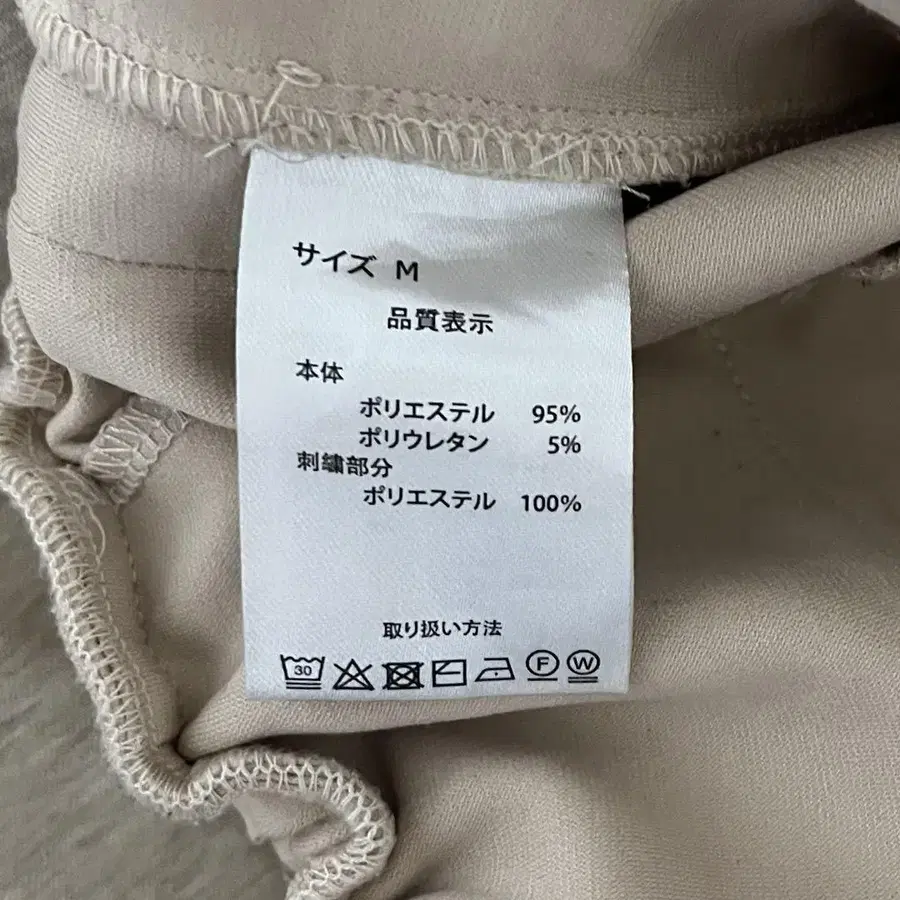 サイズ M
品質表示
本体
ポリエステル 95%
ポリウレタン 5%
刺繍部分
ポリエステル 100%
取り扱い方法
30 F W